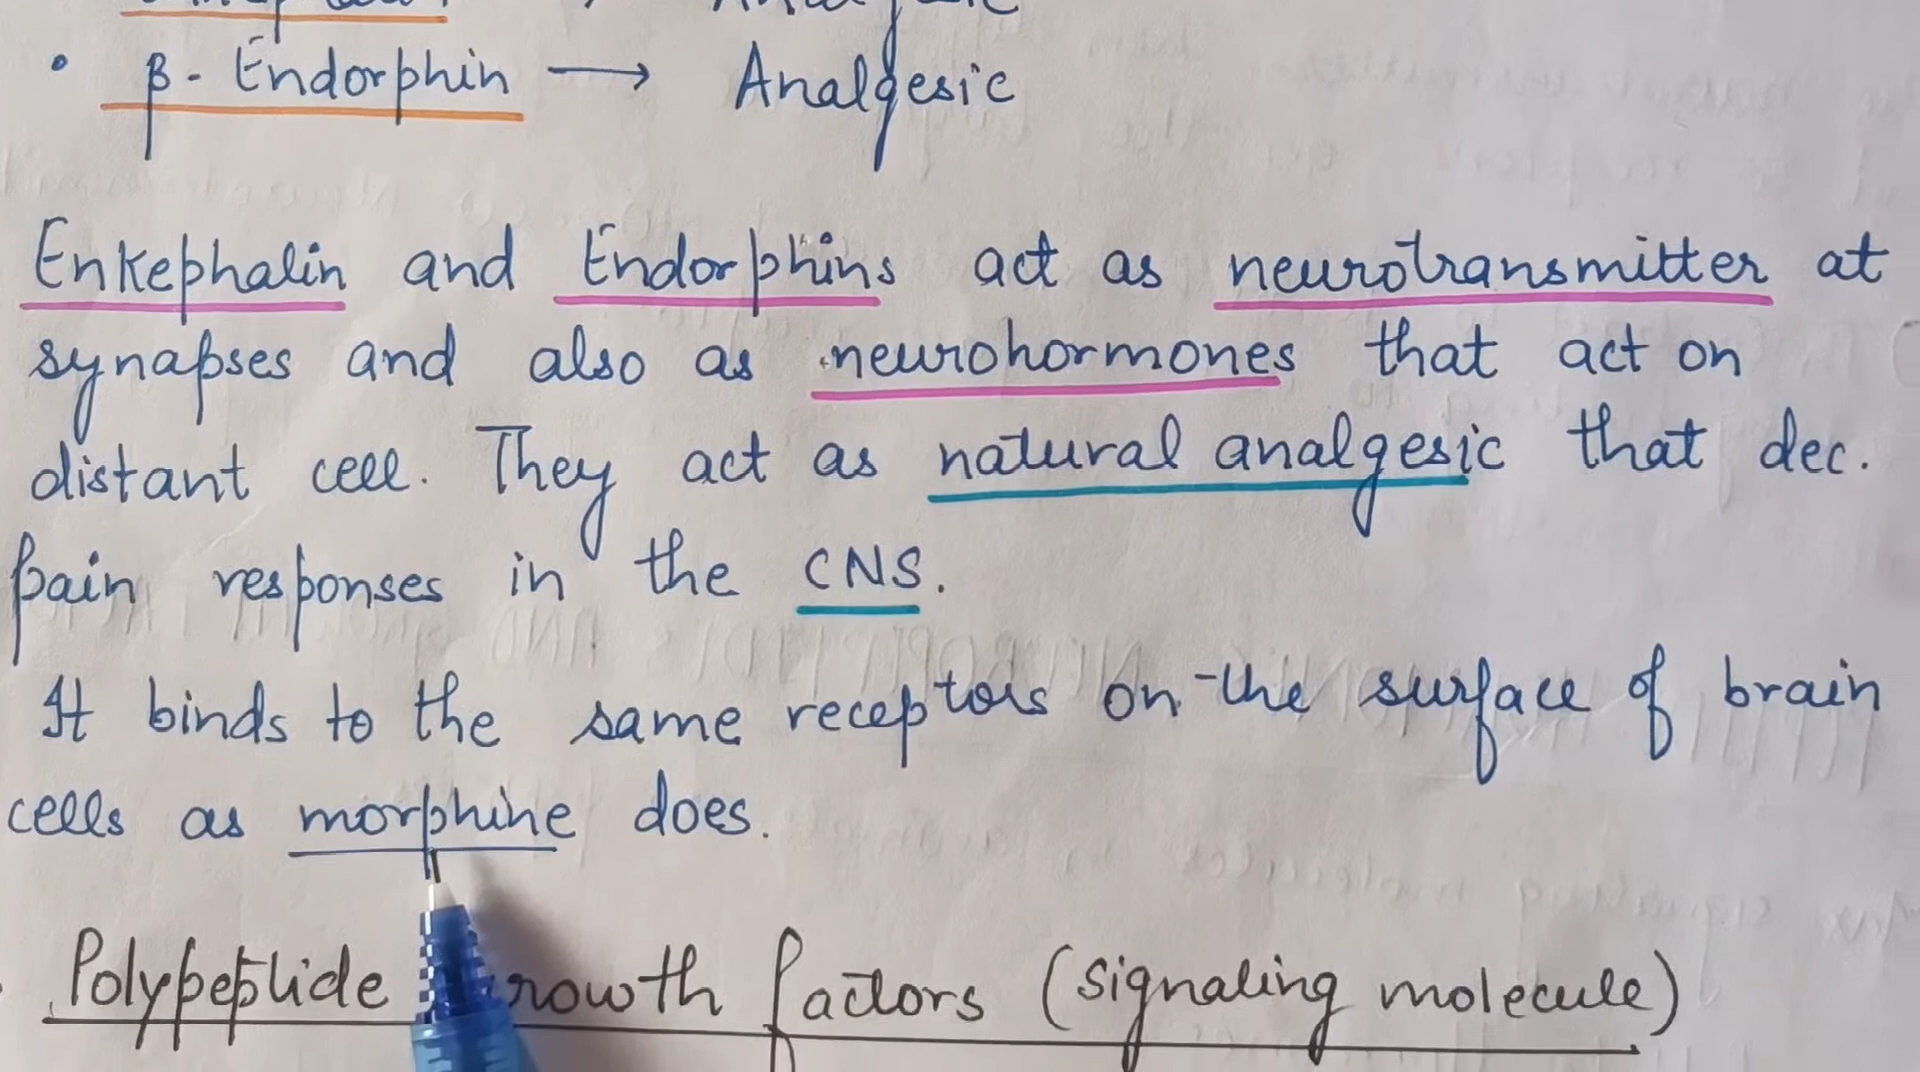 • β - Endorphin → Analgesic
Enkephalin and Endorphins act as neurotransmitter at
synapses and also as neurohormones that act on
distant cell. They act as natural analgesic that dec.
pain responses in the CNS.
It binds to the same receptors on the surface of brain
cells as morphine does.
Polypeptide rowth factors (signaling molecule)